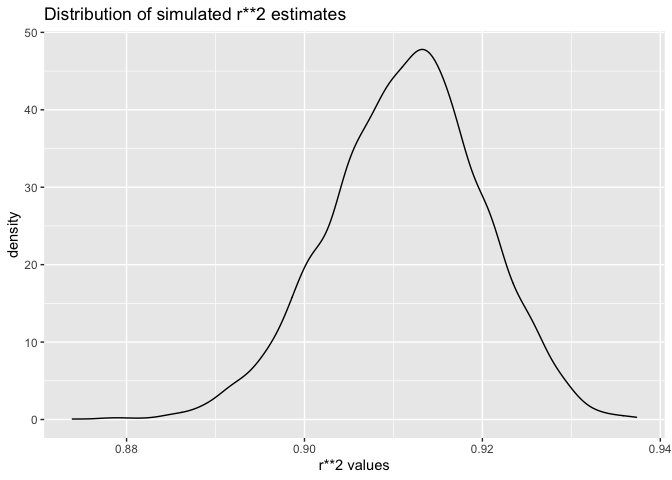 Distribution of simulated r**2 estimates
50
40
30
20
10
0
density
0.88 0.90 0.92 0.94
r**2 values